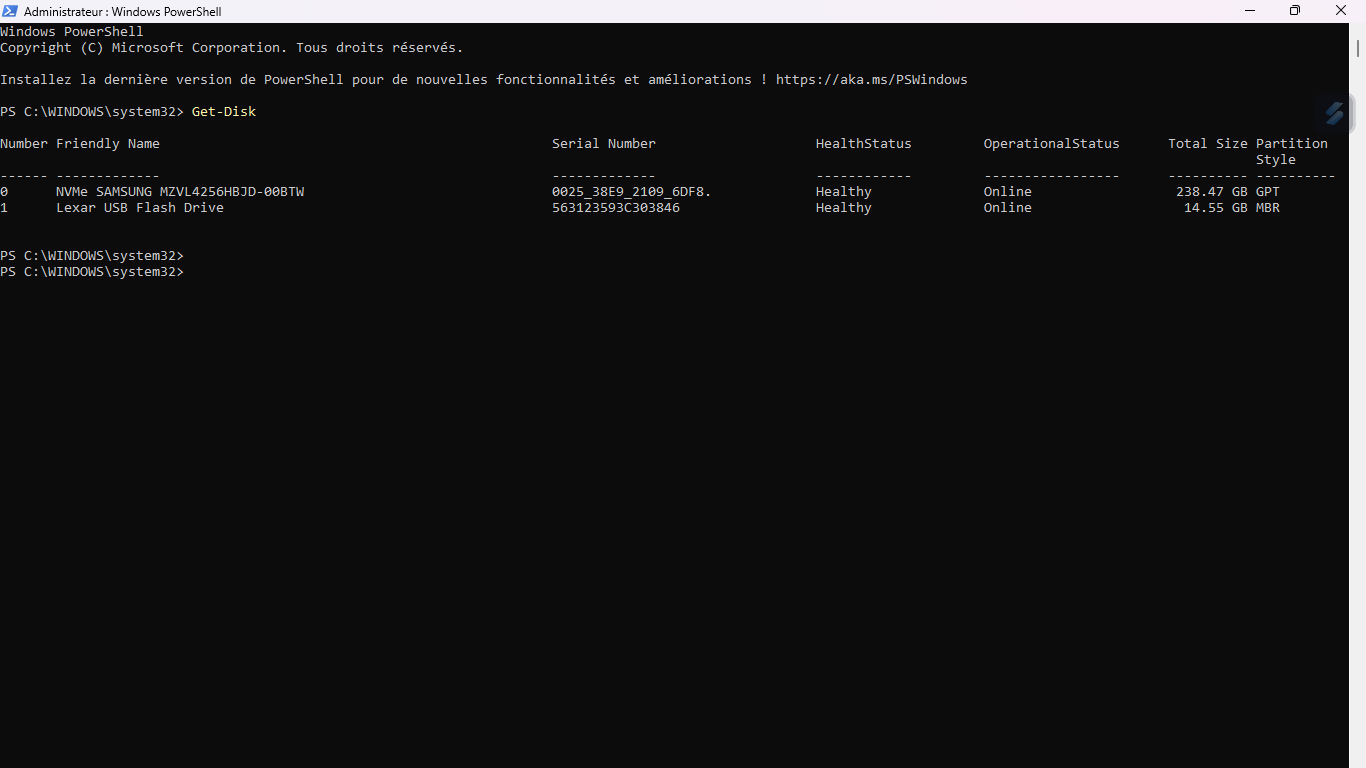 Administrateur : Windows PowerShell
Windows PowerShell
Copyright (C) Microsoft Corporation. Tous droits réservés.
Installez la dernière version de PowerShell pour de nouvelles fonctionnalités et améliorations ! https://aka.ms/PSWindows
PS C:\WINDOWS\system32> Get-Disk
Number Friendly Name Serial Number HealthStatus OperationalStatus Total Size Partition
Style
------ ------------- ------------- ------------ ----------------- ---------- ----------
0 NVMe SAMSUNG MZVL4256HBJD-00BTW 0025_38E9_2109_6DF8. Healthy Online 238.47 GB GPT
1 Lexar USB Flash Drive 563123593C303846 Healthy Online 14.55 GB MBR
PS C:\WINDOWS\system32>
PS C:\WINDOWS\system32>